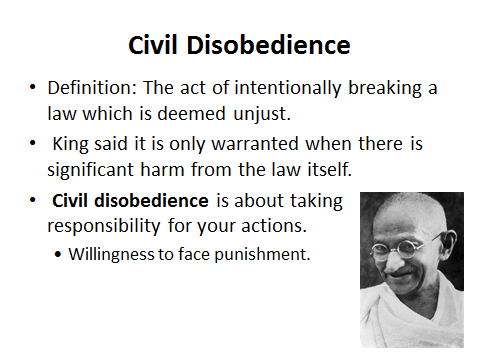 Civil Disobedience
• Definition: The act of intentionally breaking a
law which is deemed unjust.
• King said it is only warranted when there is
significant harm from the law itself.
• Civil disobedience is about taking
responsibility for your actions.
• Willingness to face punishment.